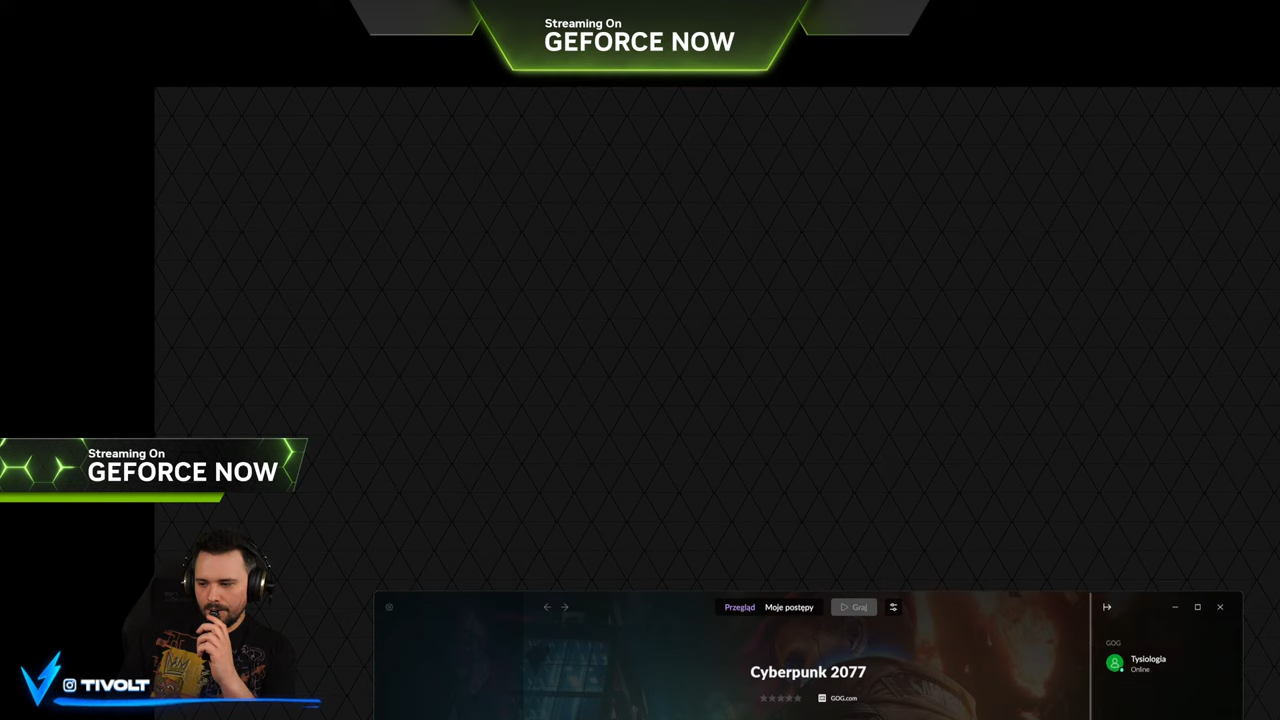 Streaming On
GEFORCE NOW
Streaming On
GEFORCE NOW
TIVOLT
Przegląd Moje postępy Graj
Cyberpunk 2077
GOG.com
GOG
Tysiologia
Online